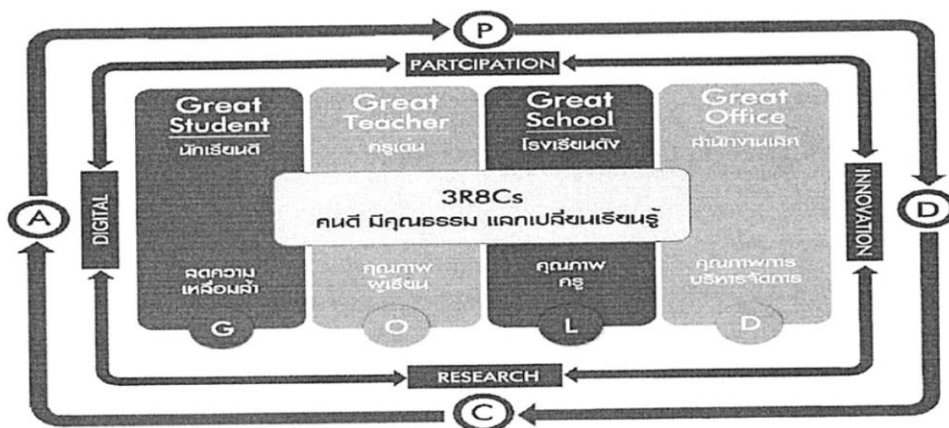 P
PARTCIPATION
Great
Student
นักเรียนดี
Great
Teacher
ครูเด่น
Great
School
โรงเรียนดัง
Great
Office
สำนักงานเลิศ
A
DIGITAL
3R8Cs
คนดี มีคุณธรรม แลกเปลี่ยนเรียนรู้
INNOVATION
D
ลดความ
เหลื่อมล้ำ
คุณภาพ
ผู้เรียน
คุณภาพ
ครู
คุณภาพการ
บริหารจัดการ
G
O
L
D
RESEARCH
C